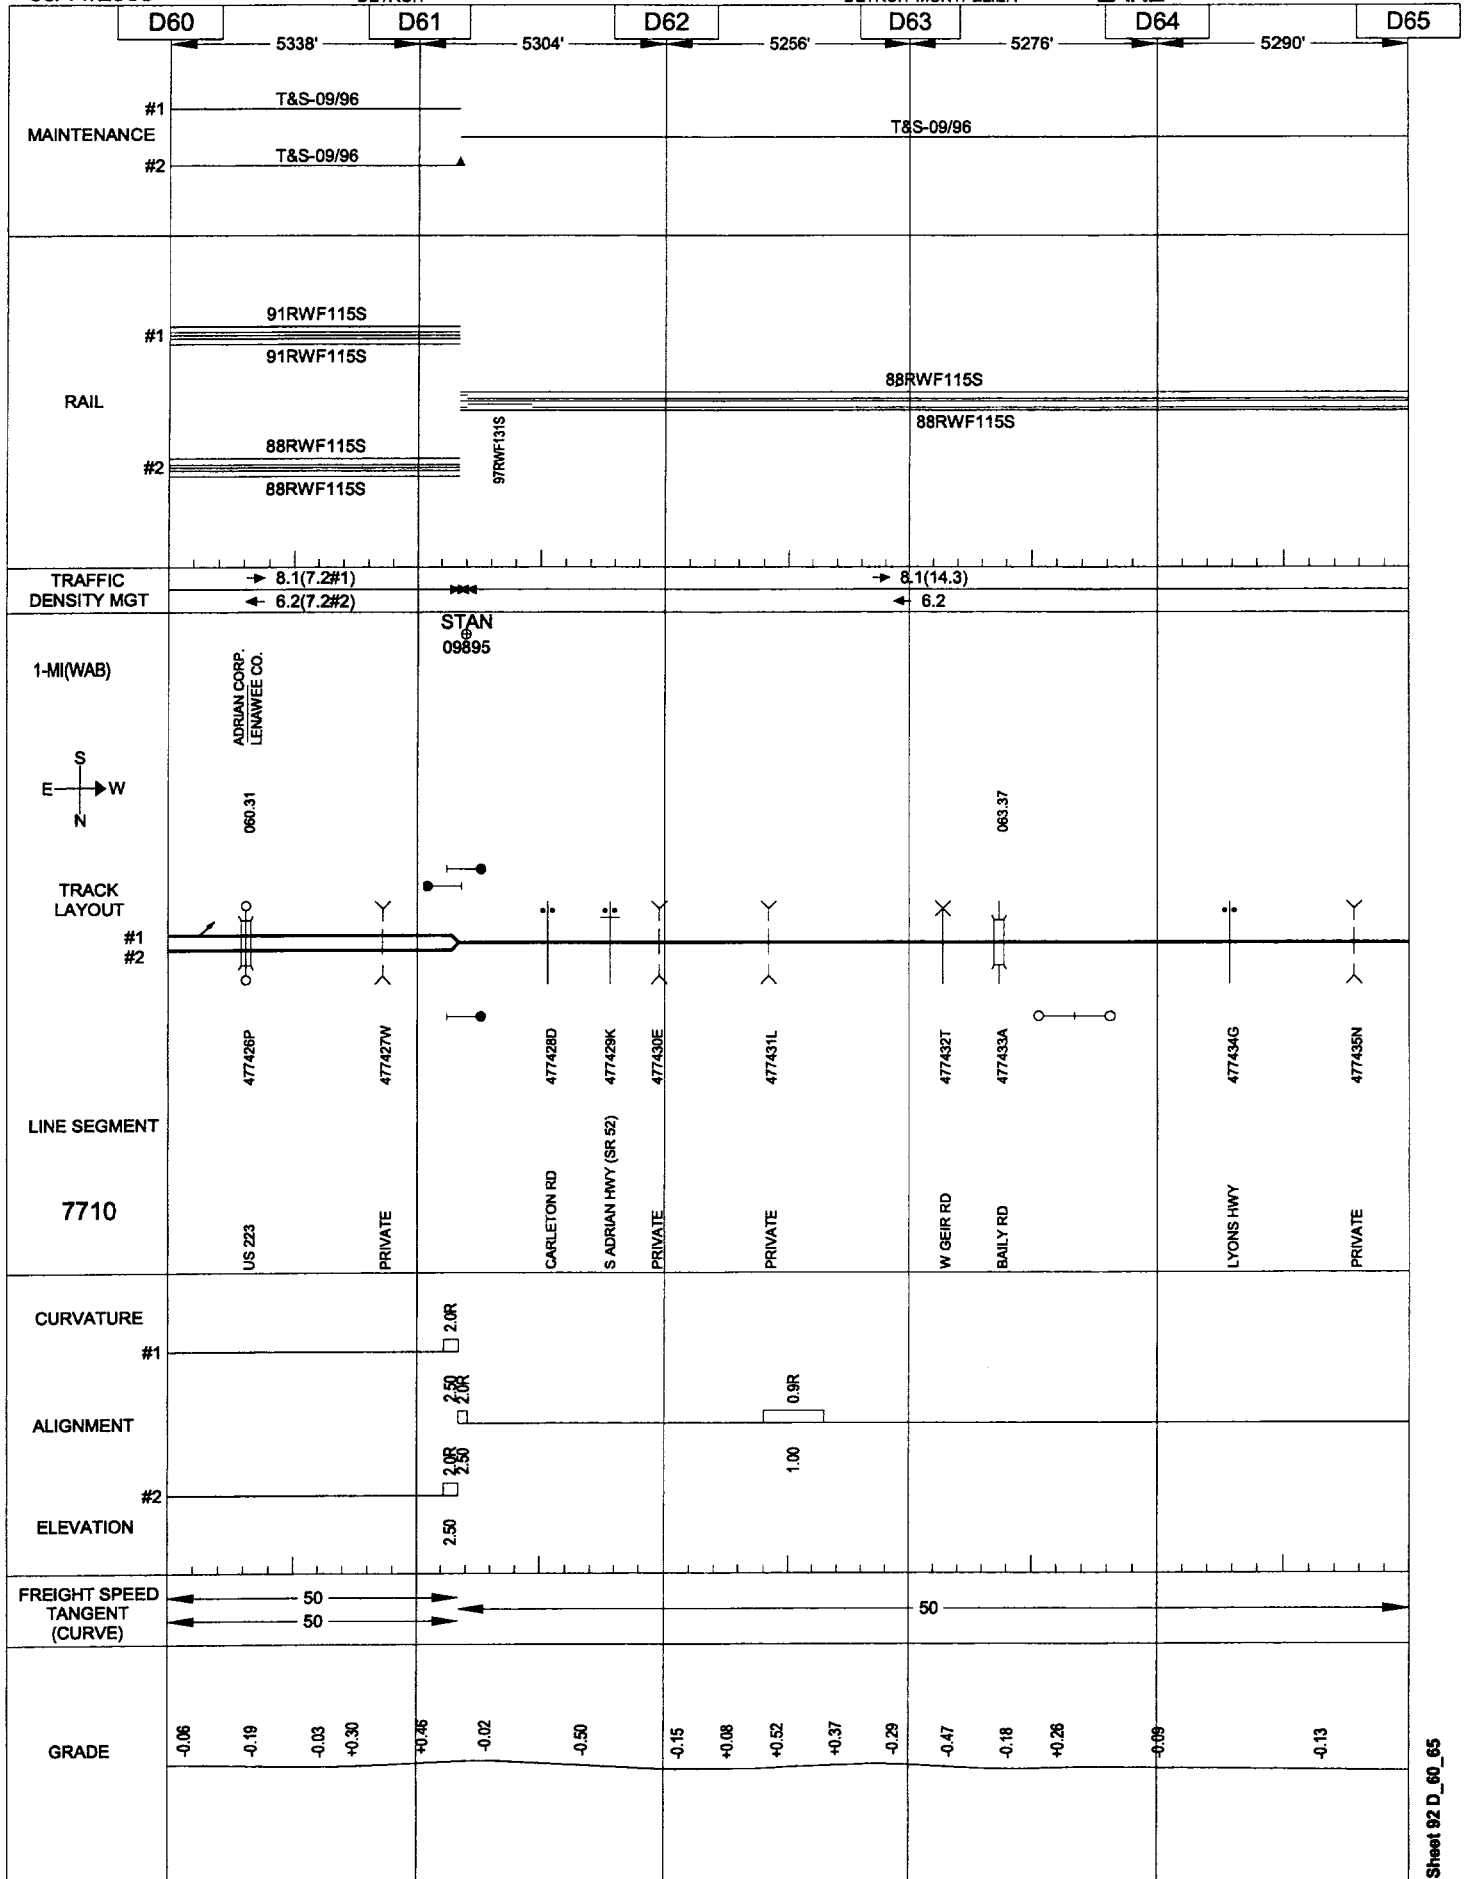 D60
D61
D62
D63
D64
D65
5338'
5304'
5256'
5276'
5290'
MAINTENANCE
#1
T&S-09/96
T&S-09/96
#2
T&S-09/96
RAIL
#1
91RWF115S
91RWF115S
88RWF115S
88RWF115S
97RWF131S
#2
88RWF115S
88RWF115S
TRAFFIC
DENSITY MGT
8.1(7.2#1)
6.2(7.2#2)
8.1(14.3)
6.2
STAN
09895
1-MI(WAB)
ADRIAN CORP.
LENAWEE CO.
S
E W
N
060.31
063.37
TRACK
LAYOUT
#1
#2
477426P
477427W
477428D
477429K
477430E
477431L
477432T
477433A
477434G
477435N
LINE SEGMENT
7710
US 223
PRIVATE
CARLETON RD
S ADRIAN HWY (SR 52)
PRIVATE
PRIVATE
W GEIR RD
BAILY RD
LYONS HWY
PRIVATE
CURVATURE
#1
2.0R
2.50
2.0R
0.9R
ALIGNMENT
2.0R
2.50
1.00
#2
ELEVATION
2.50
FREIGHT SPEED
TANGENT
(CURVE)
50
50
50
GRADE
-0.06
-0.19
-0.03
+0.30
+0.46
-0.02
-0.50
-0.15
+0.08
+0.52
+0.37
-0.29
-0.47
-0.18
+0.26
-0.09
-0.13
Sheet 92 D_60_65